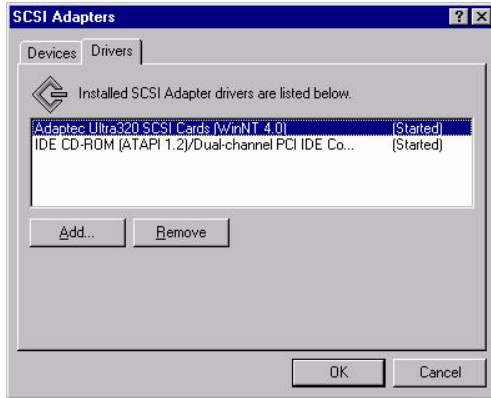 SCSI Adapters
Devices Drivers
Installed SCSI Adapter drivers are listed below.
Adaptec Ultra320 SCSI Cards (WinNT 4.0) (Started)
IDE CD-ROM (ATAPI 1.2)/Dual-channel PCI IDE Co... (Started)
Add... Remove
OK Cancel